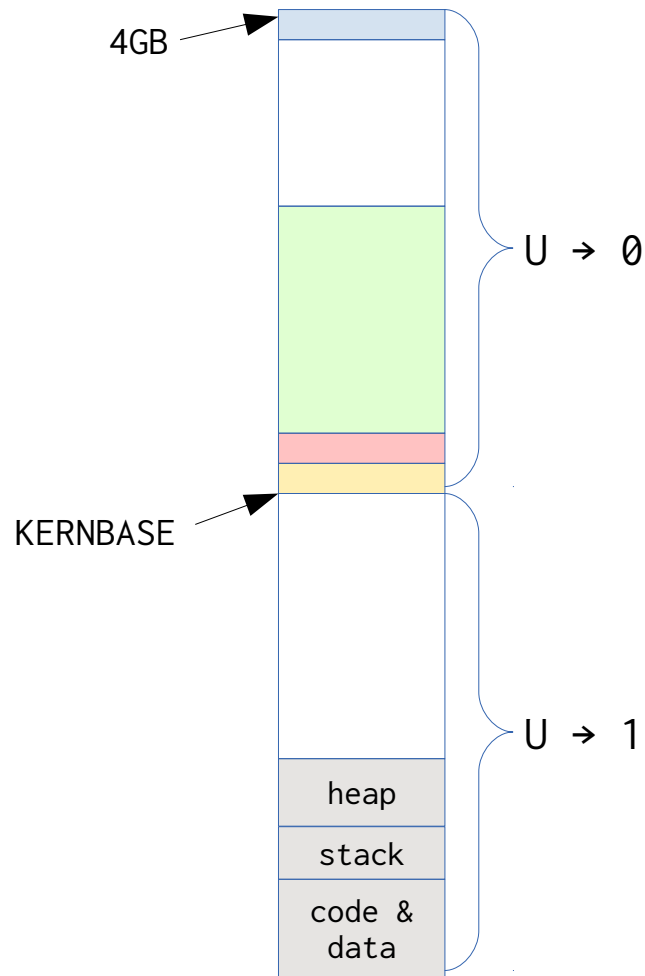 4GB
U → 0
KERNBASE
U → 1
heap
stack
code &
data